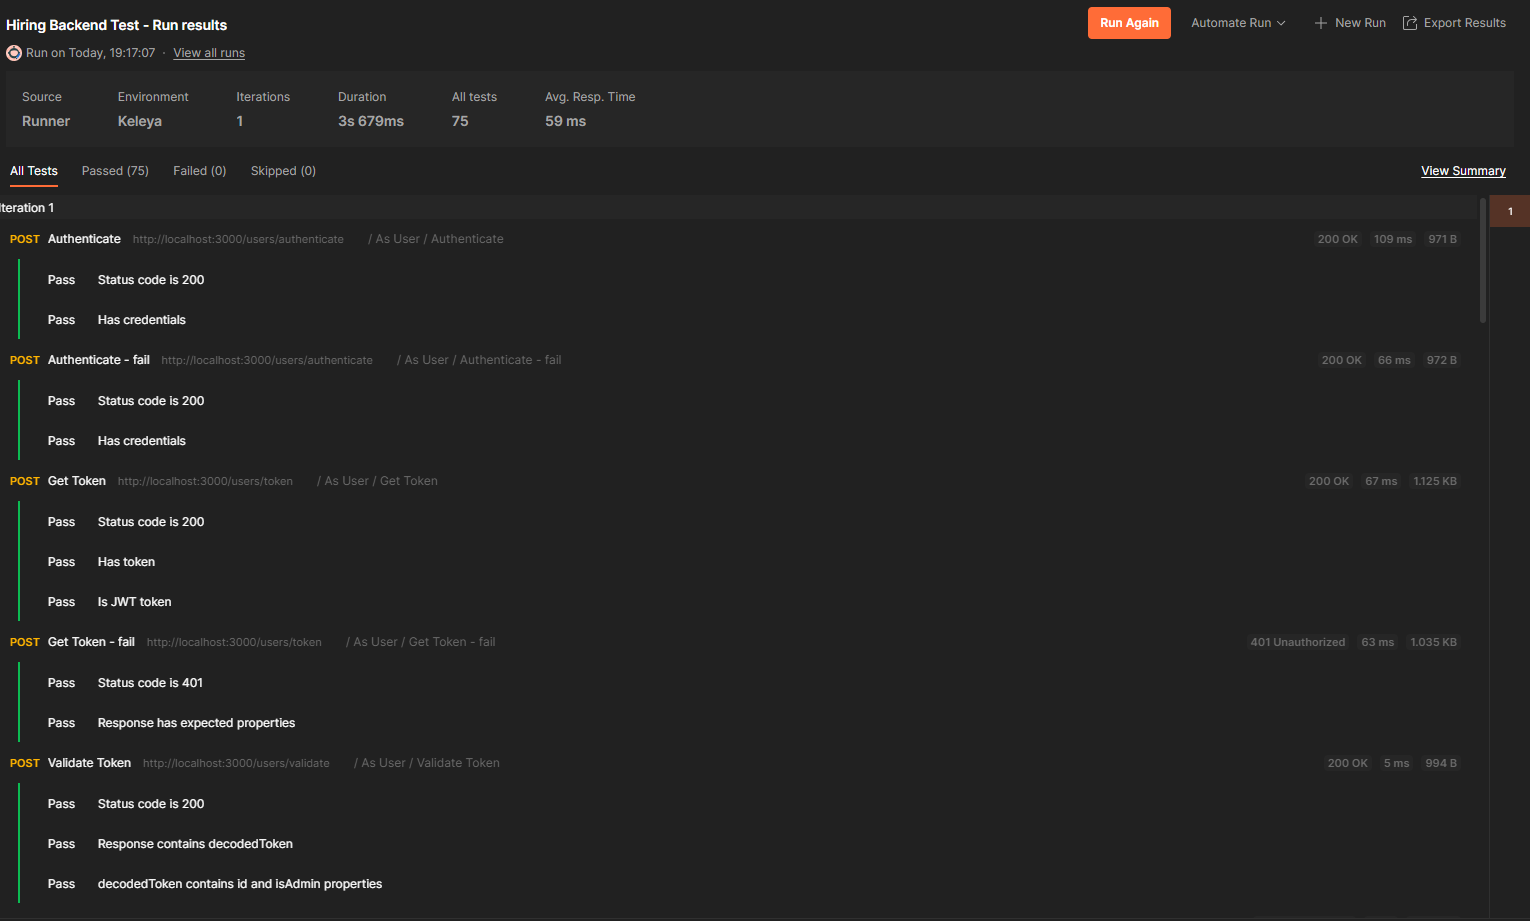 Hiring Backend Test - Run results
Run Again Automate Run New Run Export Results
Run on Today, 19:17:07 · View all runs
Source Environment Iterations Duration All tests Avg. Resp. Time
Runner Keleya 1 3s 679ms 75 59 ms
All Tests Passed (75) Failed (0) Skipped (0) View Summary
Iteration 1 1
POST Authenticate http://localhost:3000/users/authenticate / As User / Authenticate 200 OK 109 ms 971 B
Pass Status code is 200
Pass Has credentials
POST Authenticate - fail http://localhost:3000/users/authenticate / As User / Authenticate - fail 200 OK 66 ms 972 B
Pass Status code is 200
Pass Has credentials
POST Get Token http://localhost:3000/users/token / As User / Get Token 200 OK 67 ms 1.125 KB
Pass Status code is 200
Pass Has token
Pass Is JWT token
POST Get Token - fail http://localhost:3000/users/token / As User / Get Token - fail 401 Unauthorized 63 ms 1.035 KB
Pass Status code is 401
Pass Response has expected properties
POST Validate Token http://localhost:3000/users/validate / As User / Validate Token 200 OK 5 ms 994 B
Pass Status code is 200
Pass Response contains decodedToken
Pass decodedToken contains id and isAdmin properties